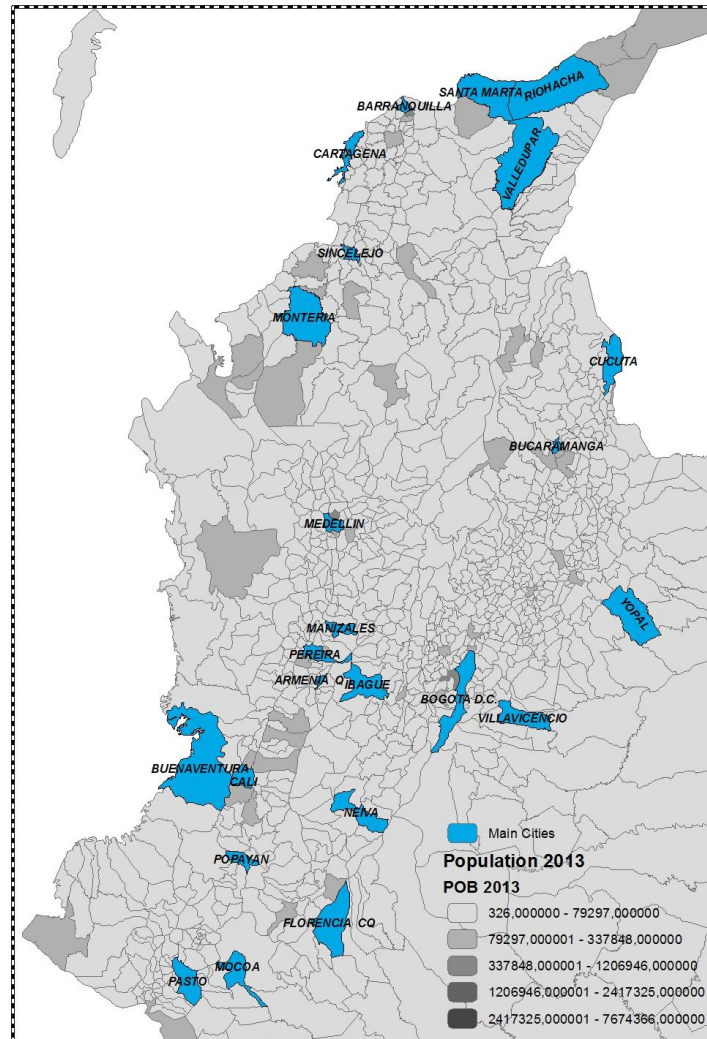 SANTA MARTA
RIOHACHA
BARRANQUILLA
CARTAGENA
VALLEDUPAR
SINCELEJO
MONTERIA
CUCUTA
BUCARAMANGA
MEDELLIN
YOPAL
MANIZALES
PEREIRA
ARMENIA Q
IBAGUE
BOGOTA D.C.
VILLAVICENCIO
BUENAVENTURA
CALI
NEIVA
POPAYAN
FLORENCIA CQ
MOCOA
PASTO
Main Cities
Population 2013
POB 2013
326,000000 - 79297,000000
79297,000001 - 337848,000000
337848,000001 - 1206946,000000
1206946,000001 - 2417325,000000
2417325,000001 - 7674366,000000